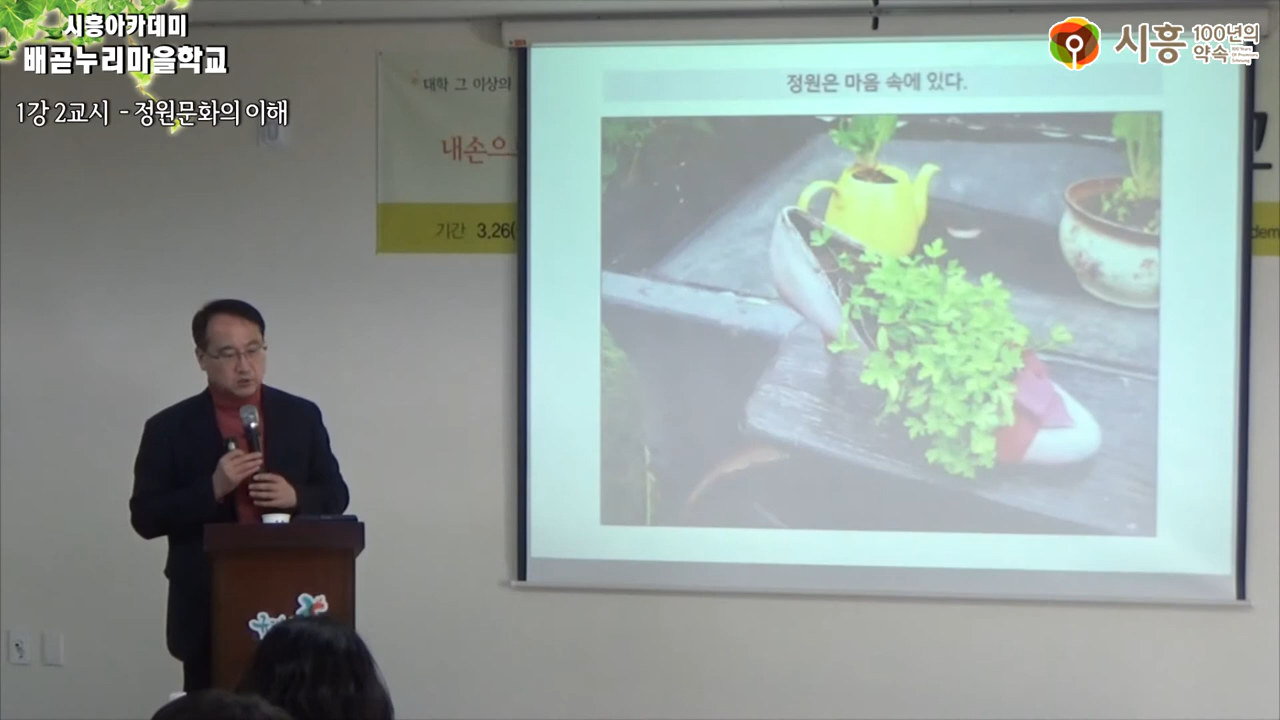 시흥아카데미
배곧누리마을학교
1강 2교시 - 정원문화의 이해
시흥 100년의
약속
정원은 마음 속에 있다.
대학 그 이상의
내손으
기간 3.26(